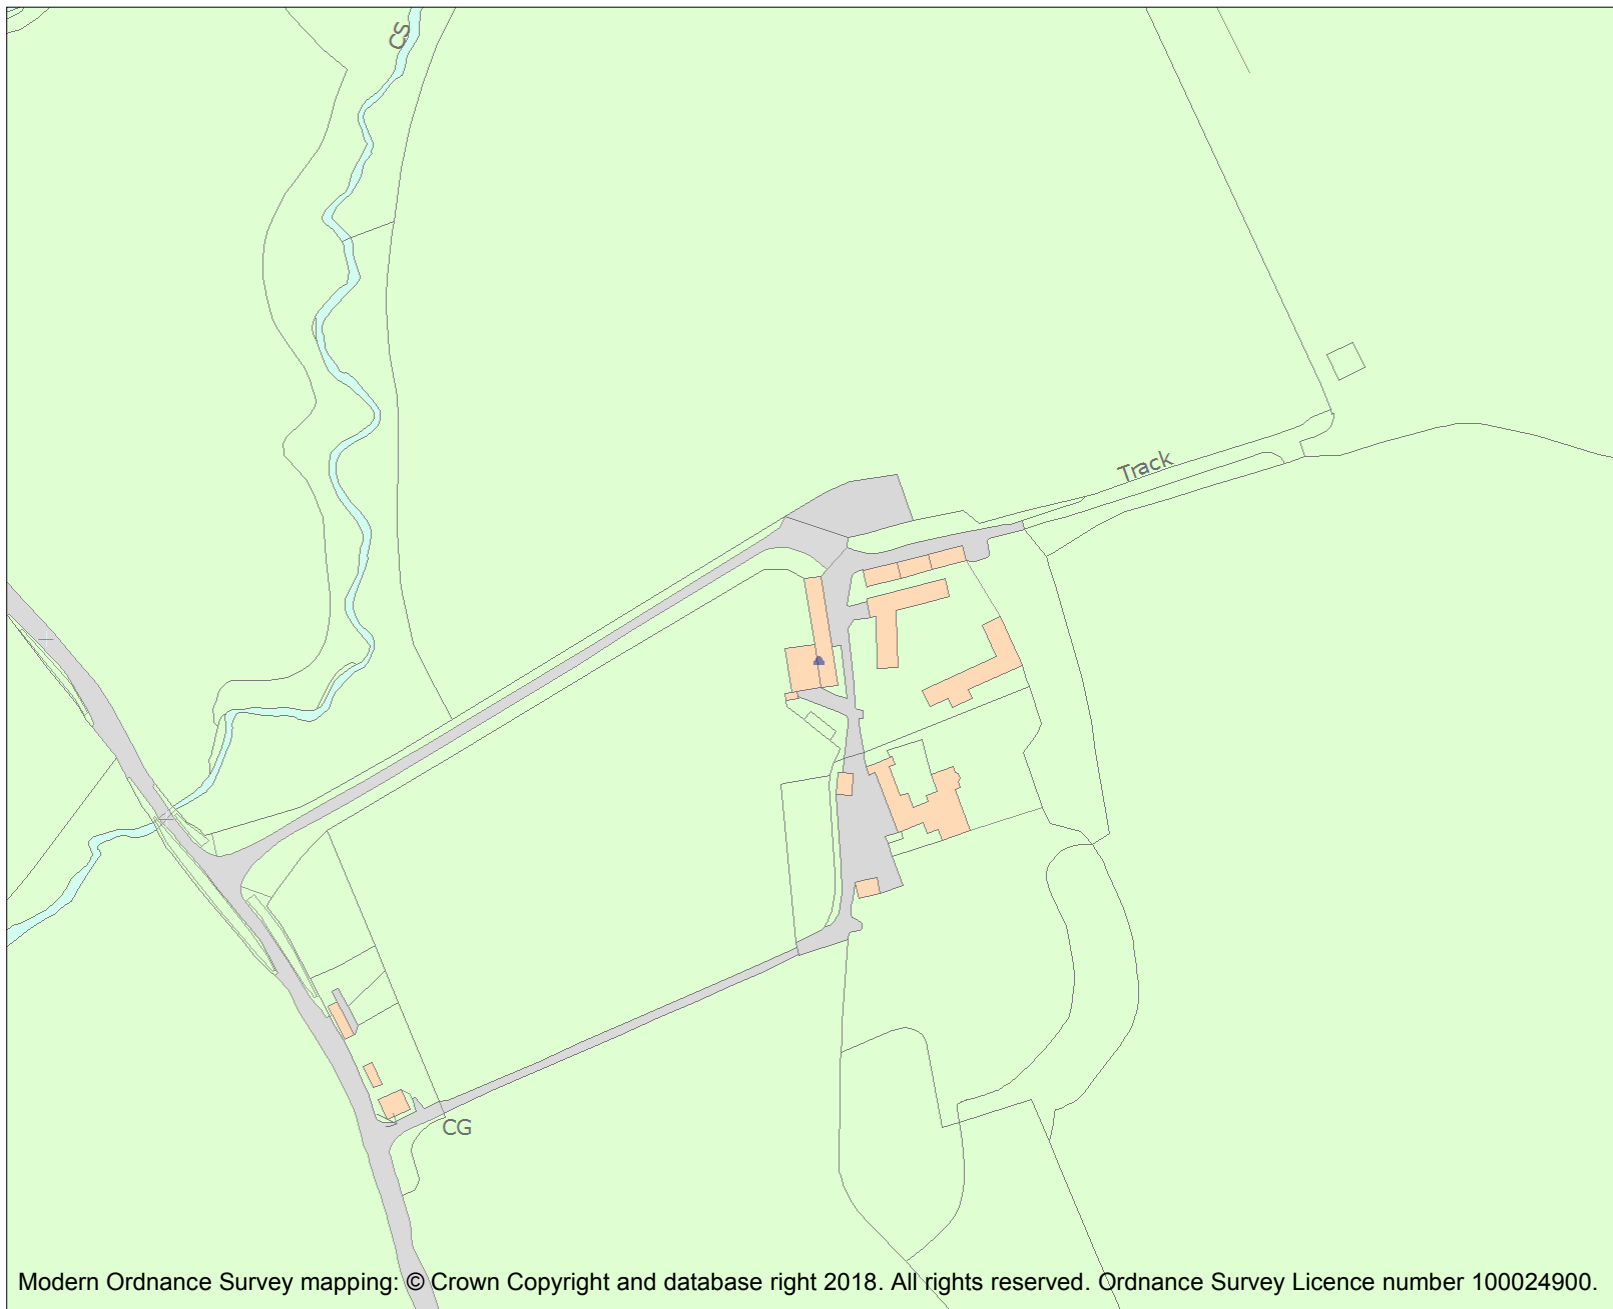 CS
Track
CG
Modern Ordnance Survey mapping: © Crown Copyright and database right 2018. All rights reserved. Ordnance Survey Licence number 100024900.